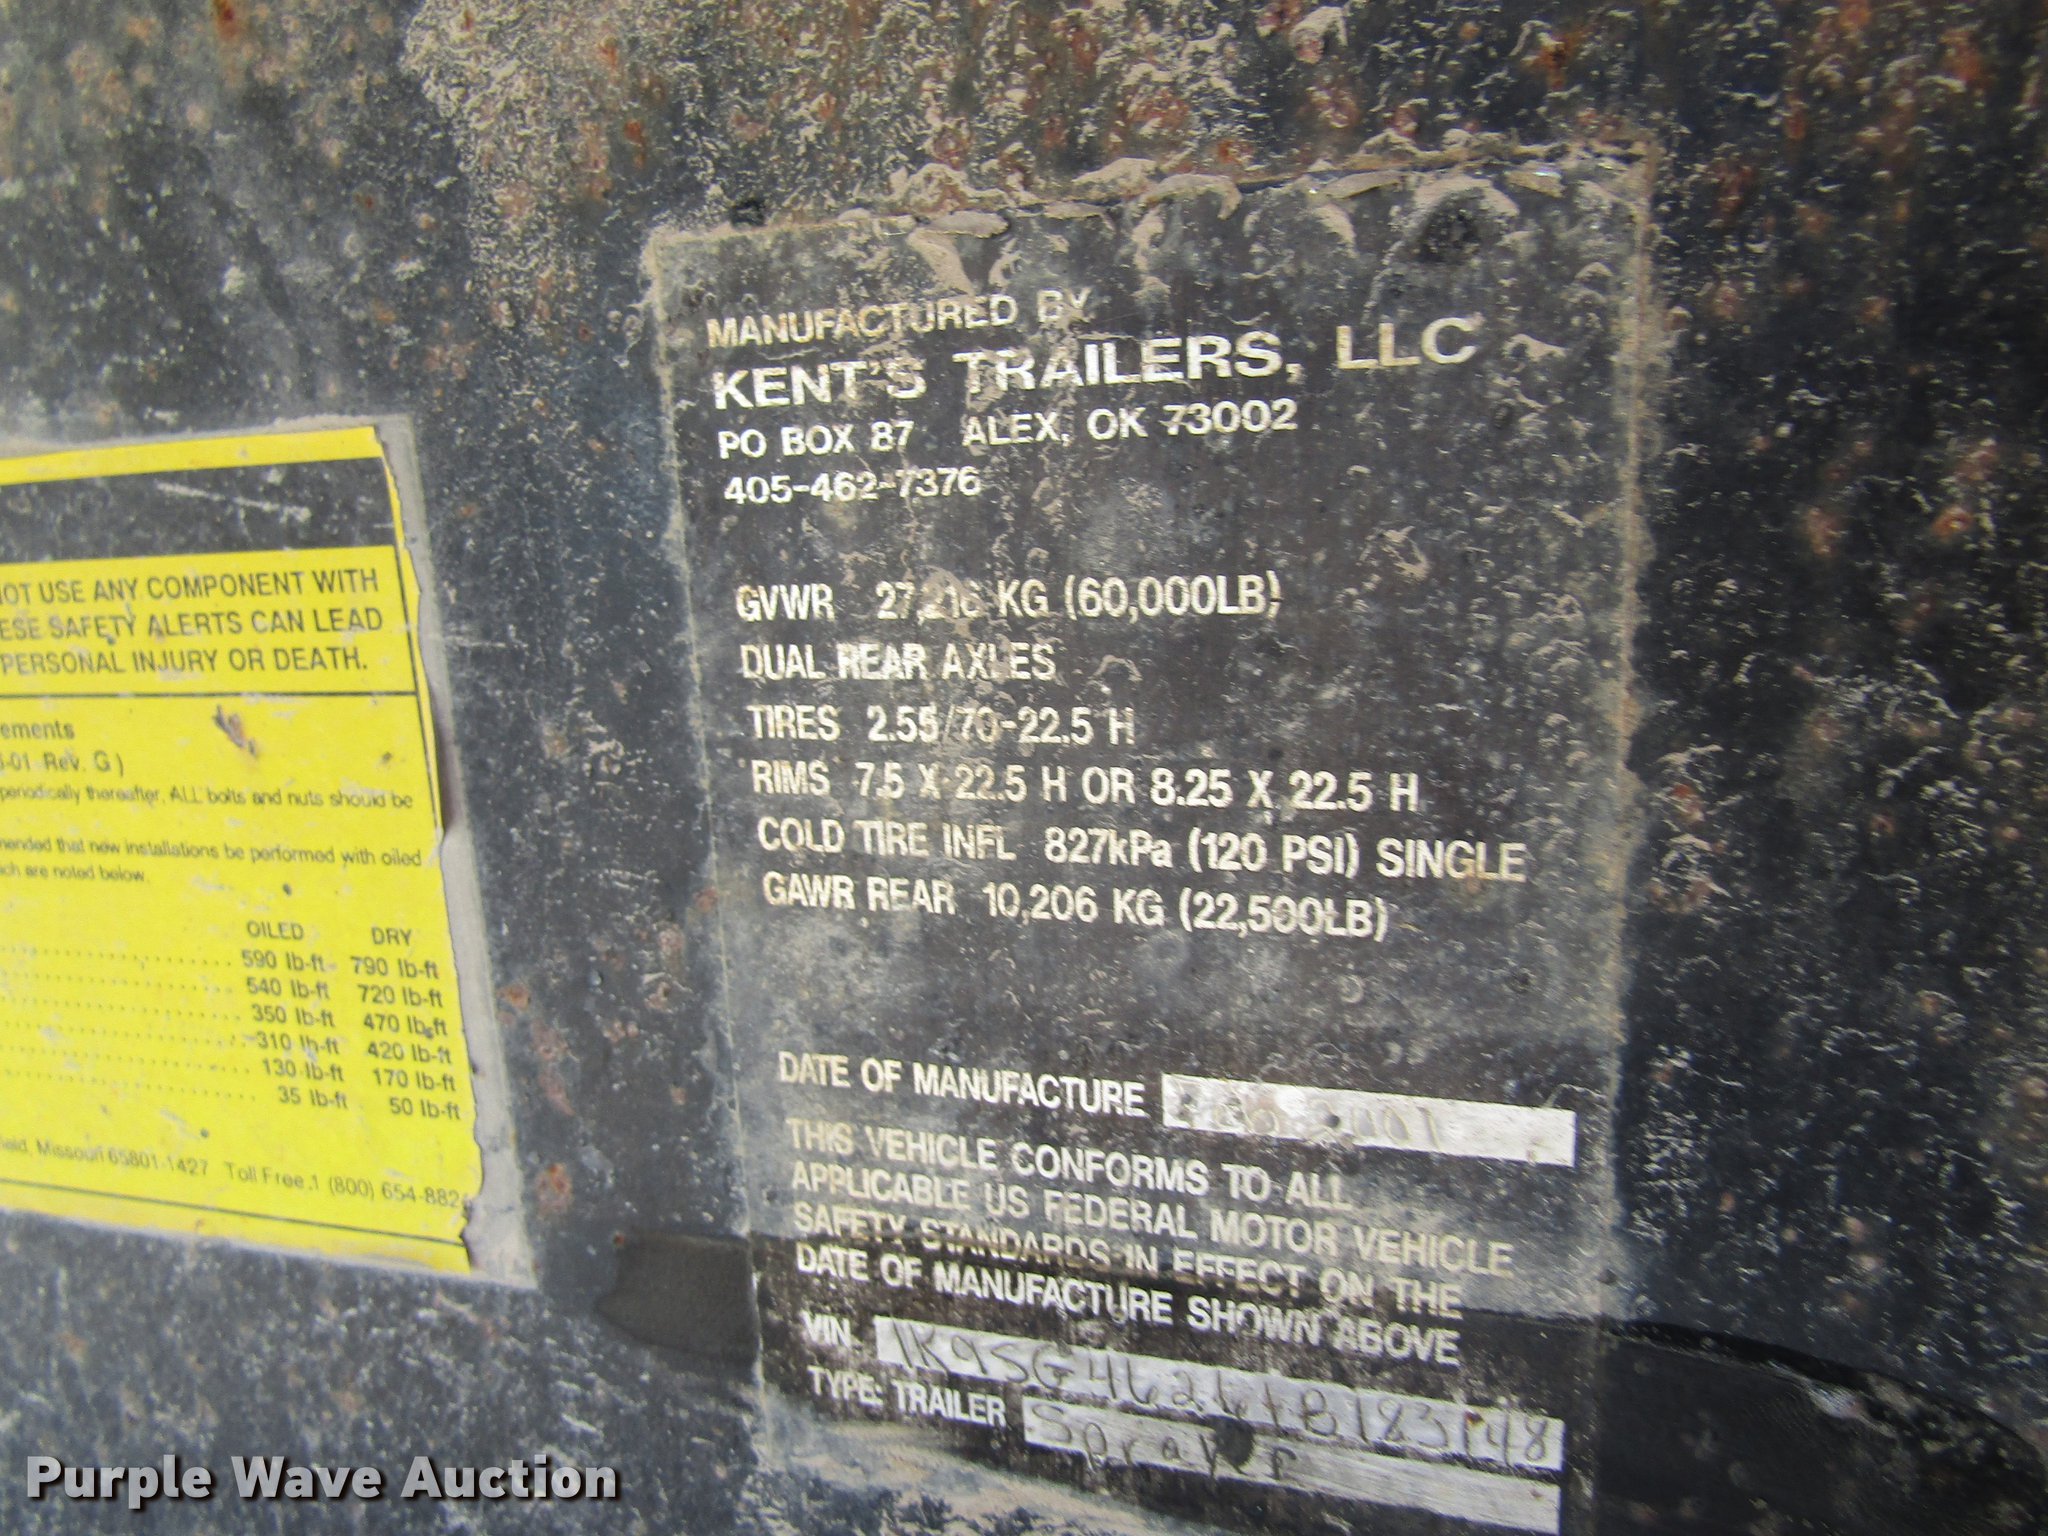 MANUFACTURED BY
KENT'S TRAILERS, LLC
PO BOX 87 ALEX, OK 73002
405-462-7376
GVWR 27,216 KG (60,000LB)
DUAL REAR AXLES
TIRES 2.55/70-22.5 H
RIMS 7.5 X 22.5 H OR 8.25 X 22.5 H
COLD TIRE INFL 827kPa (120 PSI) SINGLE
GAWR REAR 10,206 KG (22,500LB)
DATE OF MANUFACTURE
THIS VEHICLE CONFORMS TO ALL
APPLICABLE US FEDERAL MOTOR VEHICLE
SAFETY STANDARDS IN EFFECT ON THE
DATE OF MANUFACTURE SHOWN ABOVE
VIN.
TYPE: TRAILER
USE ANY COMPONENT WITH
SAFETY ALERTS CAN LEAD
PERSONAL INJURY OR DEATH.
-01 Rev. G )
periodically thereafter, ALL bolts and nuts should be
that new installations be performed with oiled
are noted below.
OILED DRY
590 lb-ft 790 lb-ft
540 lb-ft 720 lb-ft
350 lb-ft 470 lb-ft
310 lb-ft 420 lb-ft
130 lb-ft 170 lb-ft
35 lb-ft 50 lb-ft
Missouri 65801-1427 Toll Free 1 (800) 654-882
Purple Wave Auction